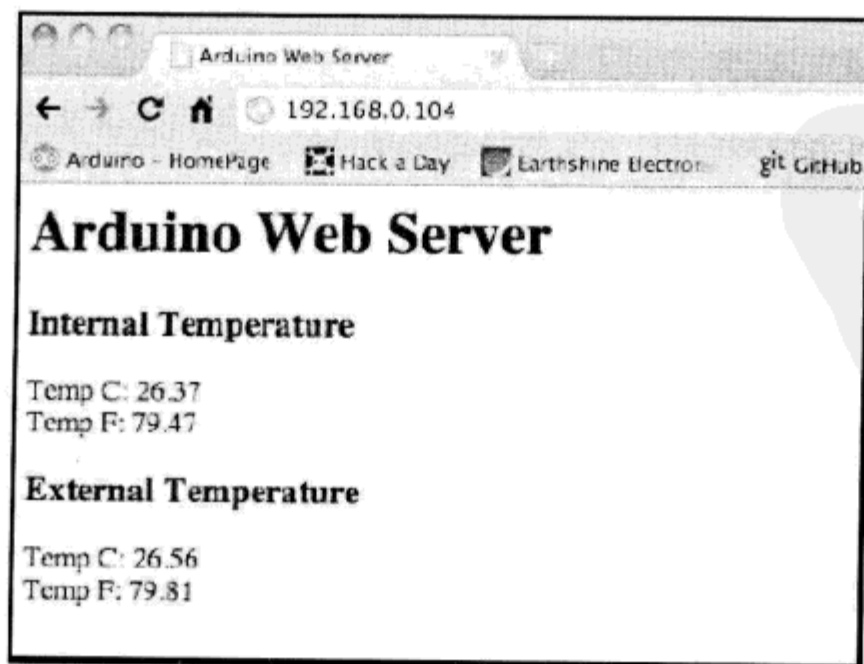 Arduino Web Server
192.168.0.104
Arduino - HomePage Hack a Day Earthshine Electron git GitHub
Arduino Web Server
Internal Temperature
Temp C: 26.37
Temp F: 79.47
External Temperature
Temp C: 26.56
Temp F: 79.81